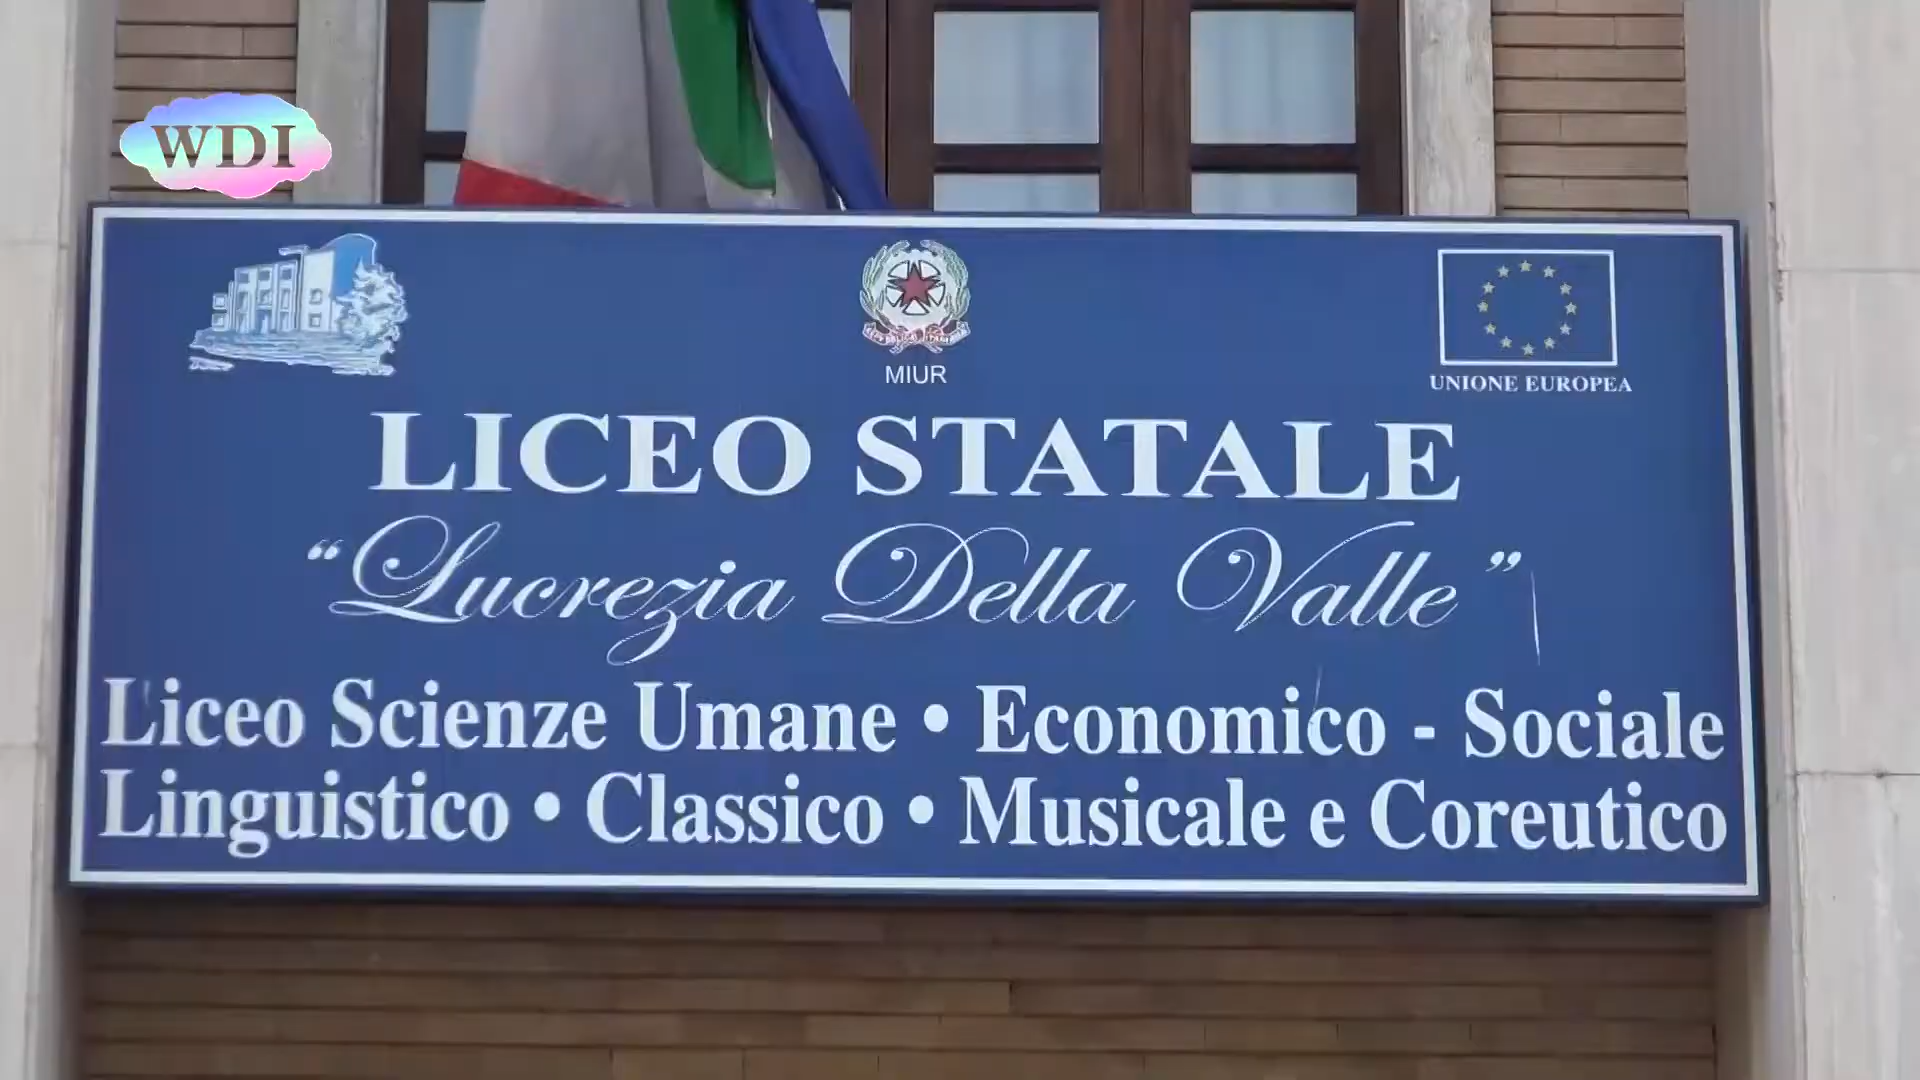 WDI
MIUR
UNIONE EUROPEA
LICEO STATALE
“Lucrezia Della Valle”
Liceo Scienze Umane • Economico - Sociale
Linguistico • Classico • Musicale e Coreutico